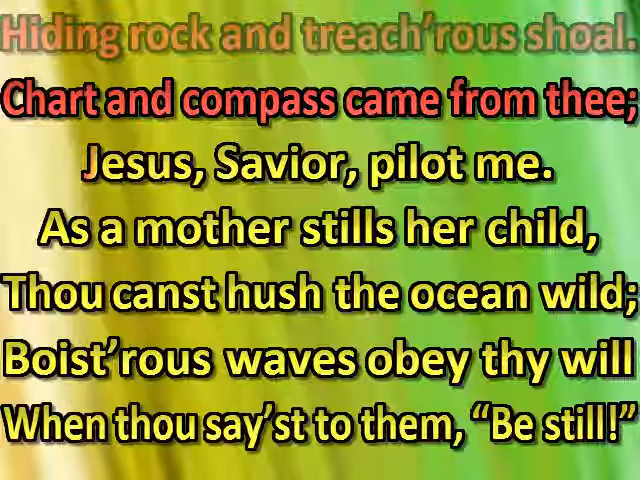 Hiding rock and treach’rous shoal.
Chart and compass came from thee;
Jesus, Savior, pilot me.
As a mother stills her child,
Thou canst hush the ocean wild;
Boist’rous waves obey thy will
When thou say’st to them, “Be still!”